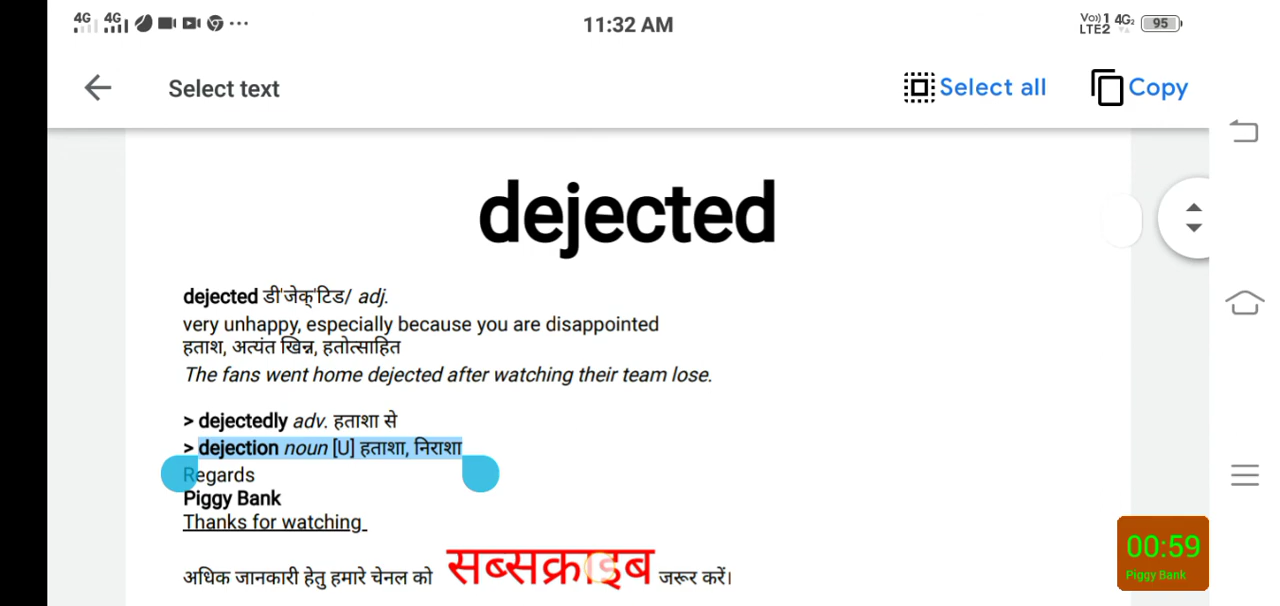 4G 4G 11:32 AM Vo) 1 4G2 LTE2 95
Select text Select all Copy
dejected
dejected डी'जेक्'टिड/ adj.
very unhappy, especially because you are disappointed
हताश, अत्यंत खिन्न, हतोत्साहित
The fans went home dejected after watching their team lose.
> dejectedly adv. हताशा से
> dejection noun [U] हताशा, निराशा
Regards
Piggy Bank
Thanks for watching
अधिक जानकारी हेतु हमारे चेनल को सब्सक्राइब जरूर करें।
00:59
Piggy Bank